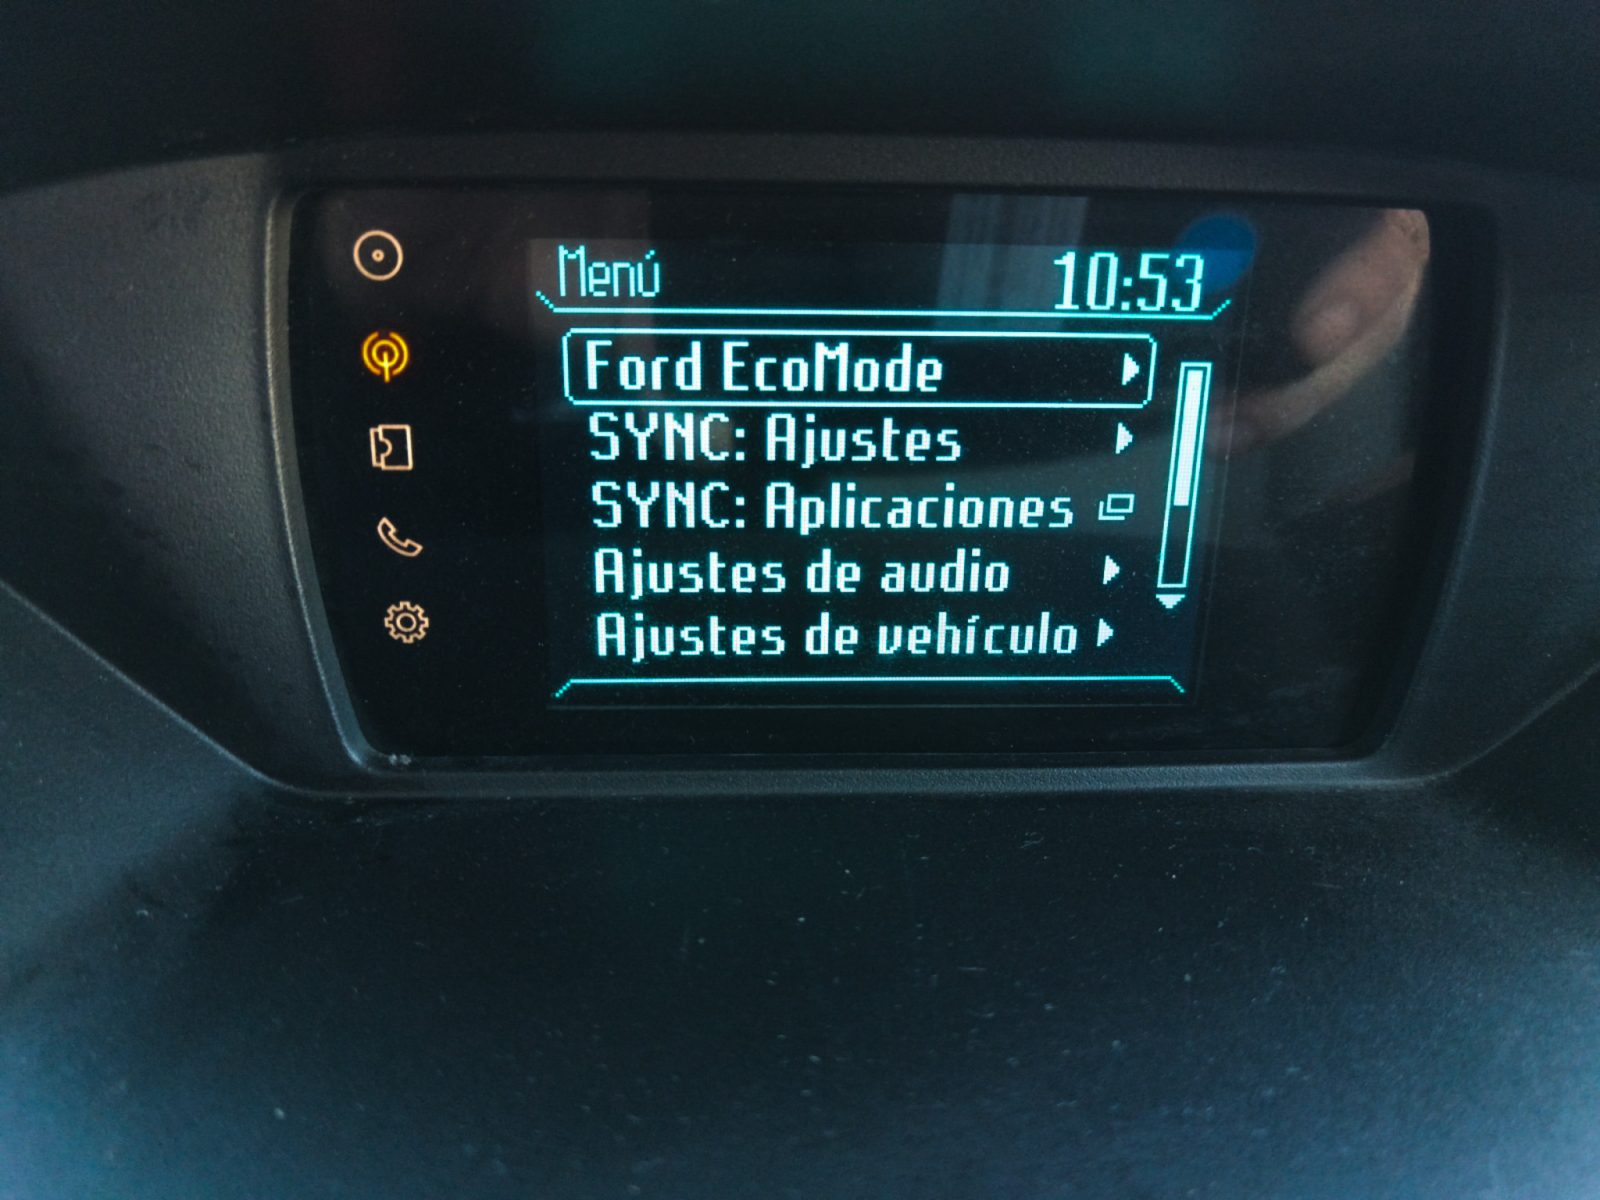 Menú
10:53
Ford EcoMode
SYNC: Ajustes
SYNC: Aplicaciones
Ajustes de audio
Ajustes de vehículo